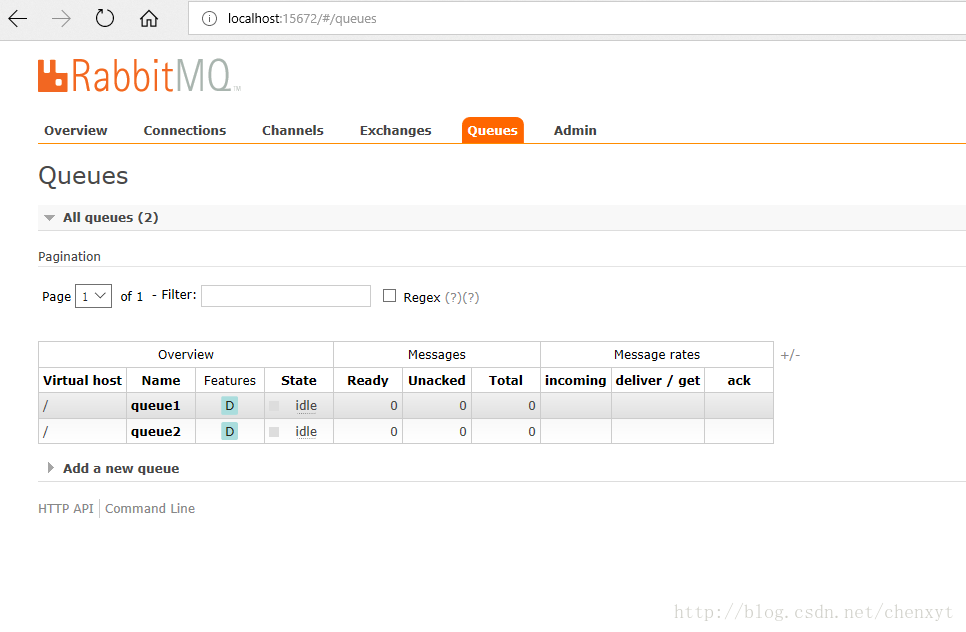 localhost:15672/#/queues
RabbitMQ TM
Overview Connections Channels Exchanges Queues Admin
Queues
All queues (2)
Pagination
Page 1 of 1 - Filter: Regex (?)(?)
Overview Messages Message rates +/-
Virtual host Name Features State Ready Unacked Total incoming deliver / get ack
/ queue1 D idle 0 0 0
/ queue2 D idle 0 0 0
Add a new queue
HTTP API Command Line
http://blog.csdn.net/chenxyt